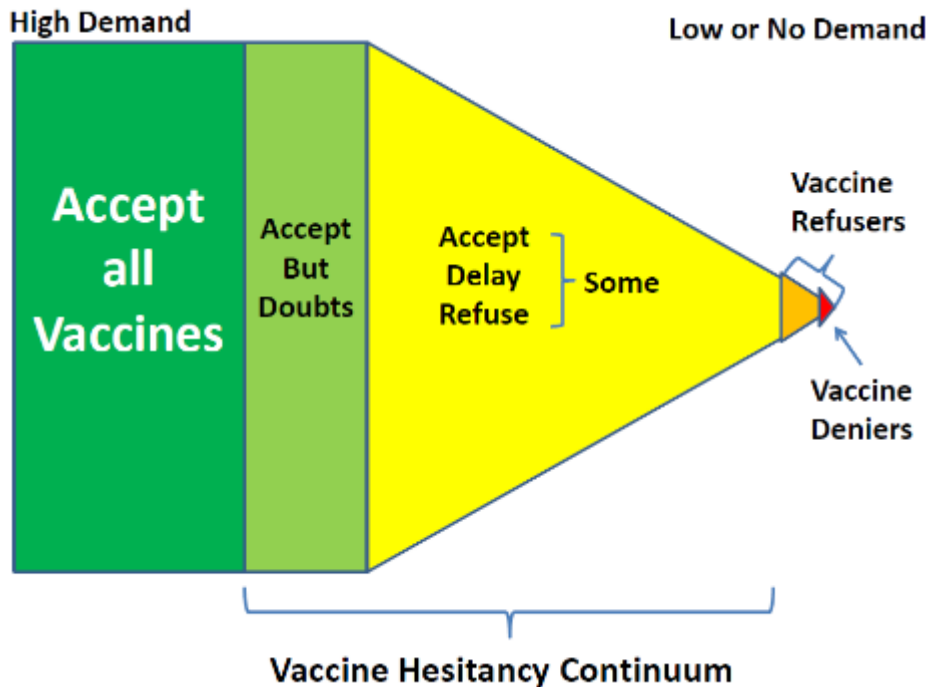 High Demand
Low or No Demand
Accept
all
Vaccines
Accept
But
Doubts
Accept
Delay
Refuse
Some
Vaccine
Refusers
Vaccine
Deniers
Vaccine Hesitancy Continuum